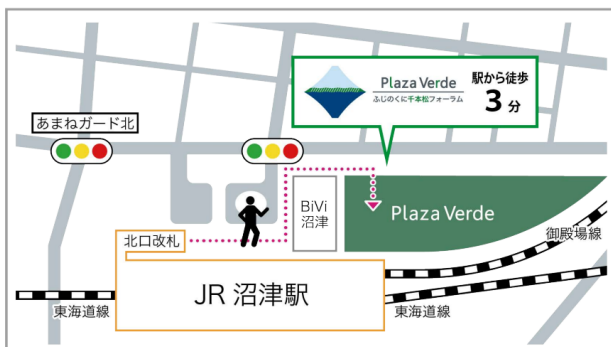 Plaza Verde
ふじのくに千本松フォーラム
駅から徒歩
3分
あまねガード北
BiVi
沼津
Plaza Verde
北口改札
御殿場線
JR 沼津駅
東海道線
東海道線